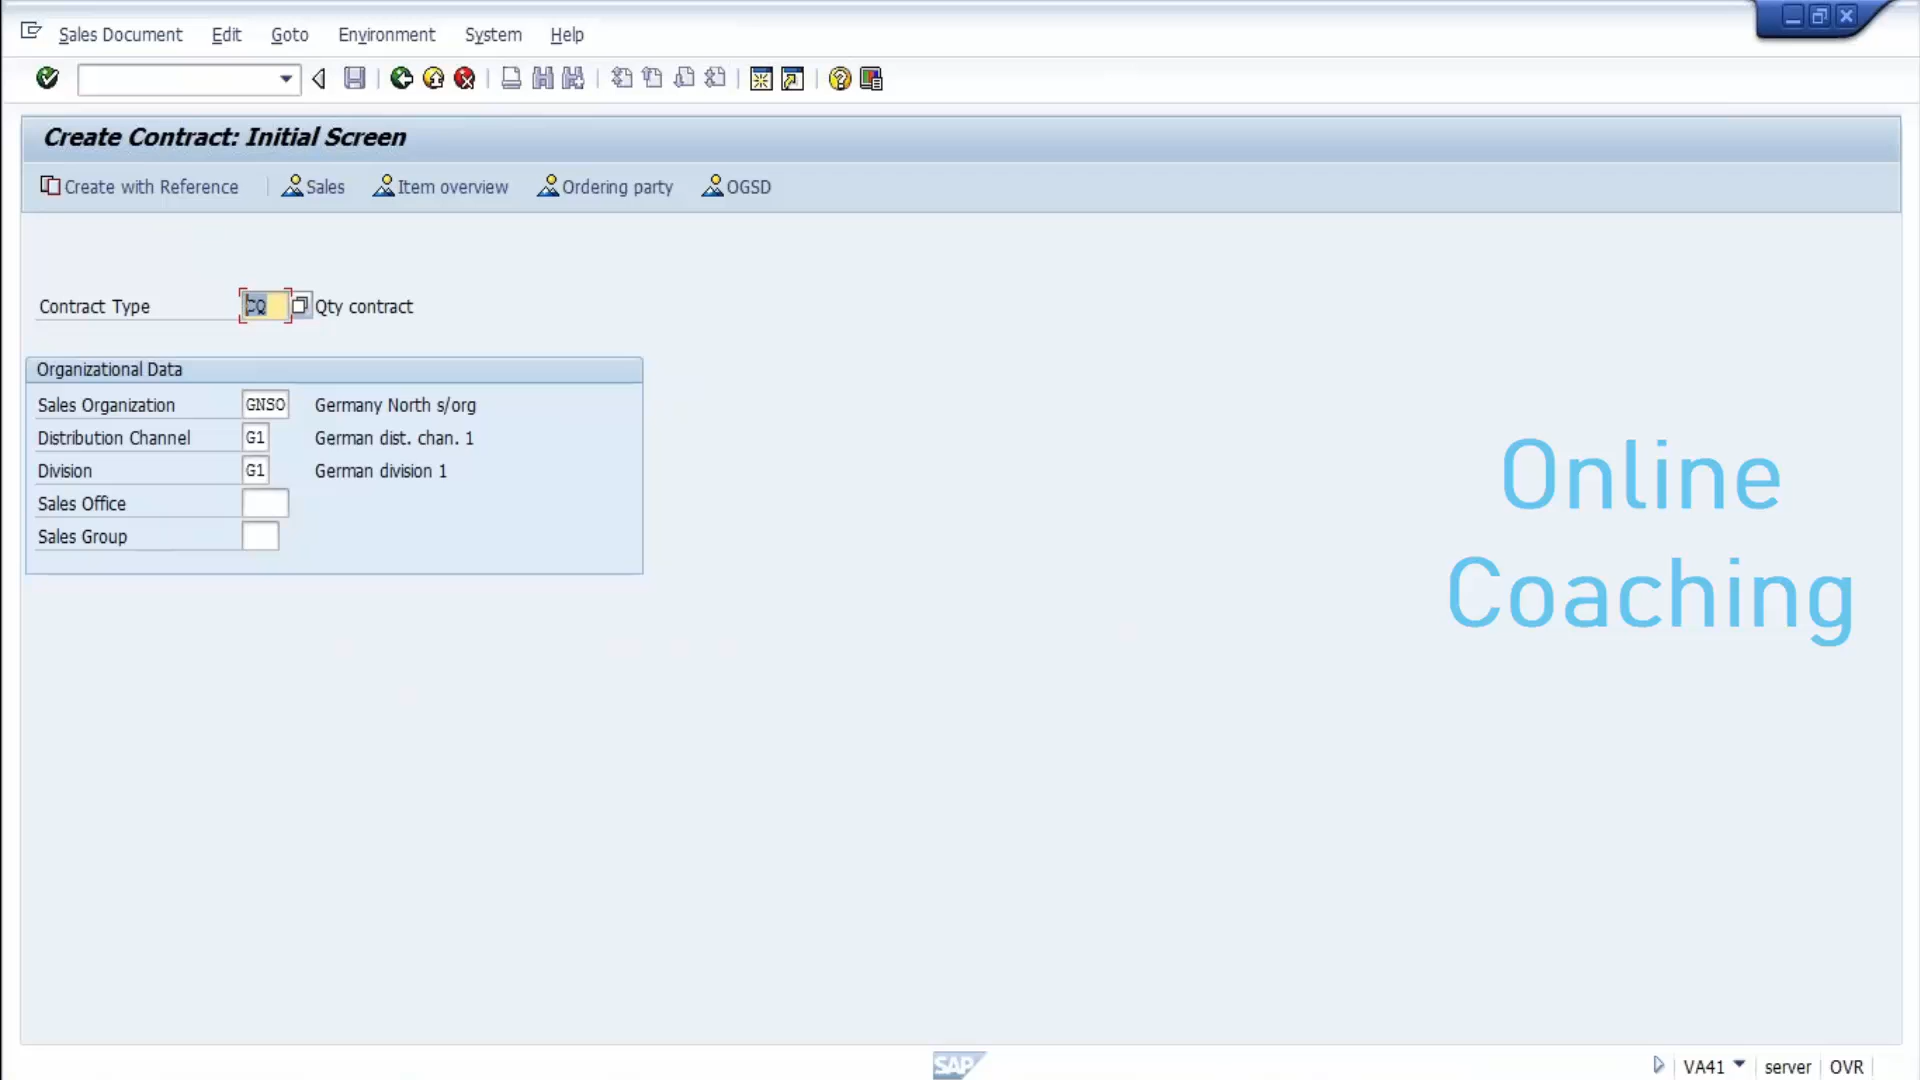 Sales Document Edit Goto Environment System Help
Create Contract: Initial Screen
Create with Reference Sales Item overview Ordering party OGSD
Contract Type CQ Qty contract
Organizational Data
Sales Organization GNSO Germany North s/org
Distribution Channel G1 German dist. chan. 1
Division G1 German division 1
Sales Office
Sales Group
Online
Coaching
SAP
VA41 server OVR